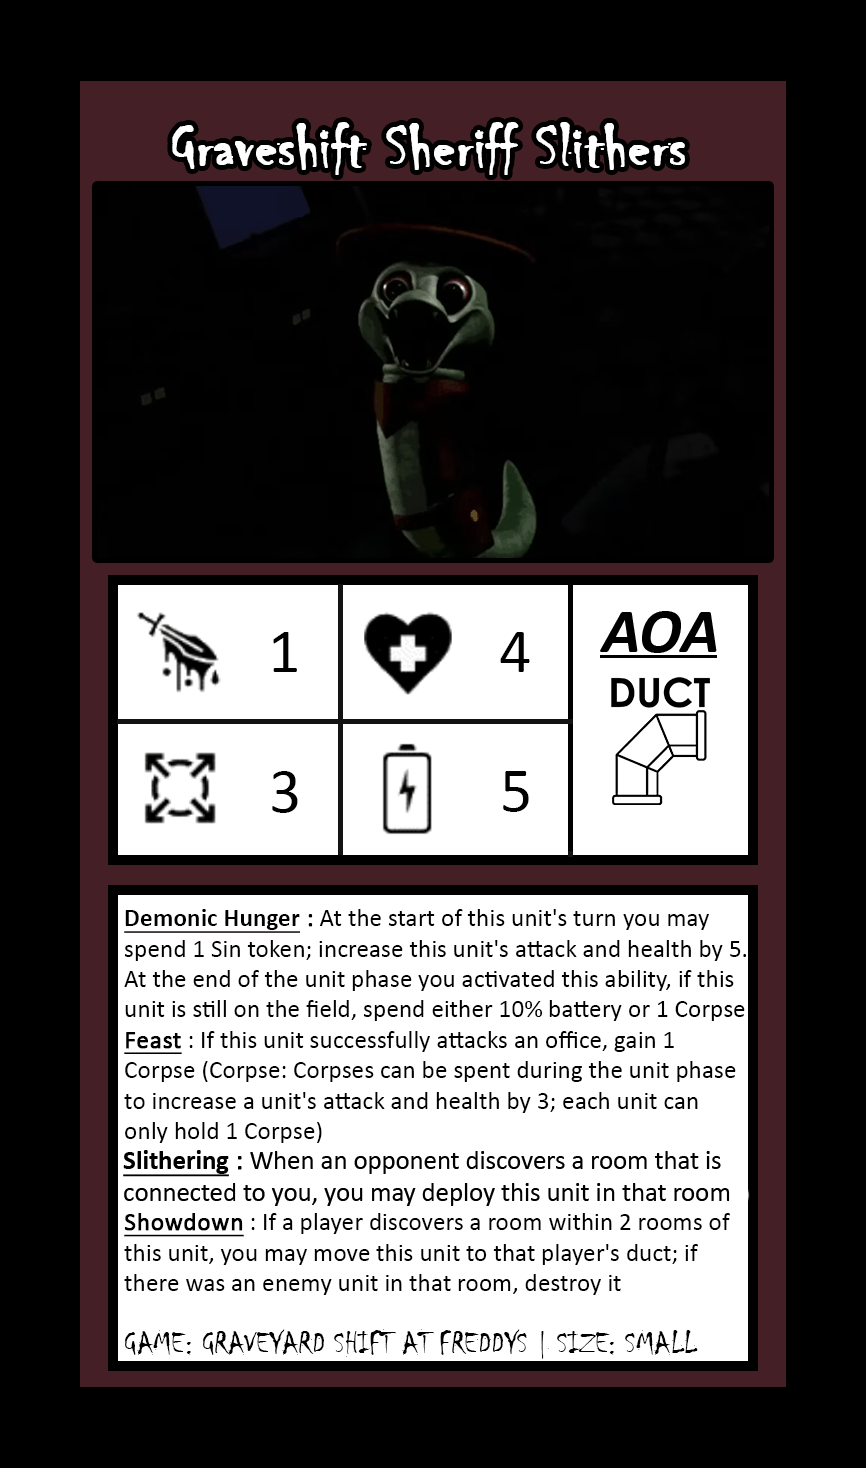 Graveshift Sheriff Slithers
1
4
AOA
DUCT
3
5
Demonic Hunger : At the start of this unit's turn you may
spend 1 Sin token; increase this unit's attack and health by 5.
At the end of the unit phase you activated this ability, if this
unit is still on the field, spend either 10% battery or 1 Corpse
Feast : If this unit successfully attacks an office, gain 1
Corpse (Corpse: Corpses can be spent during the unit phase
to increase a unit's attack and health by 3; each unit can
only hold 1 Corpse)
Slithering : When an opponent discovers a room that is
connected to you, you may deploy this unit in that room
Showdown : If a player discovers a room within 2 rooms of
this unit, you may move this unit to that player's duct; if
there was an enemy unit in that room, destroy it
GAME: GRAVEYARD SHIFT AT FREDDYS | SIZE: SMALL